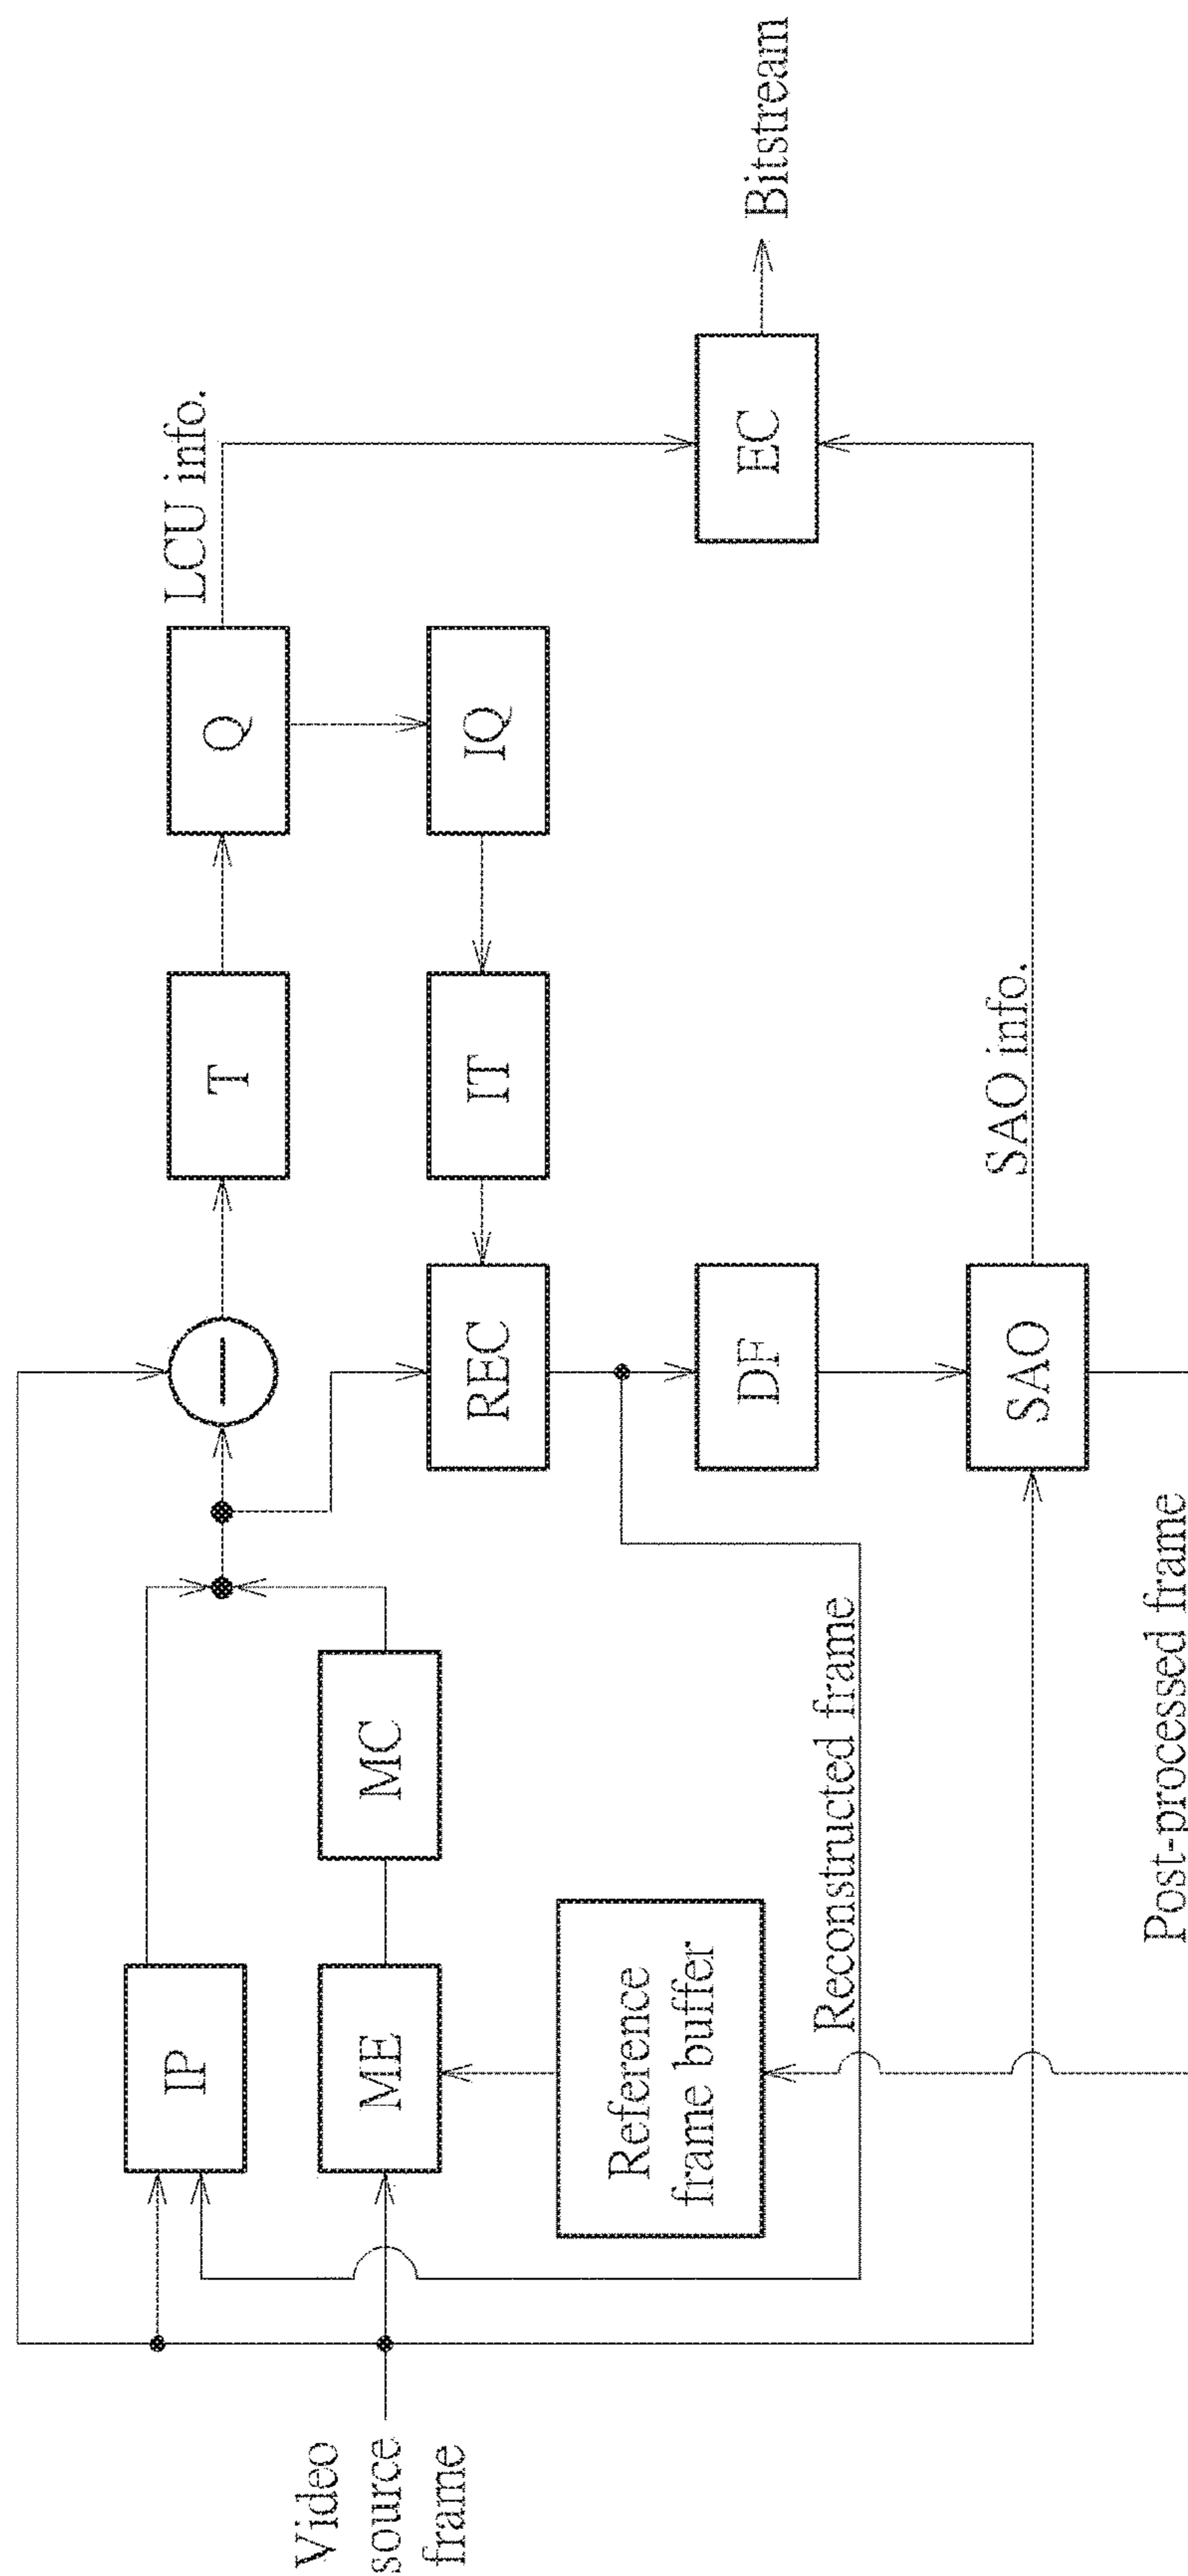 LCU info.
T
Q
IP
Video
source
frame
ME
MC
REC
IT
IQ
Reference
frame buffer
DF
EC
Bitstream
Reconstructed frame
SAO info.
SAO
Post-processed frame